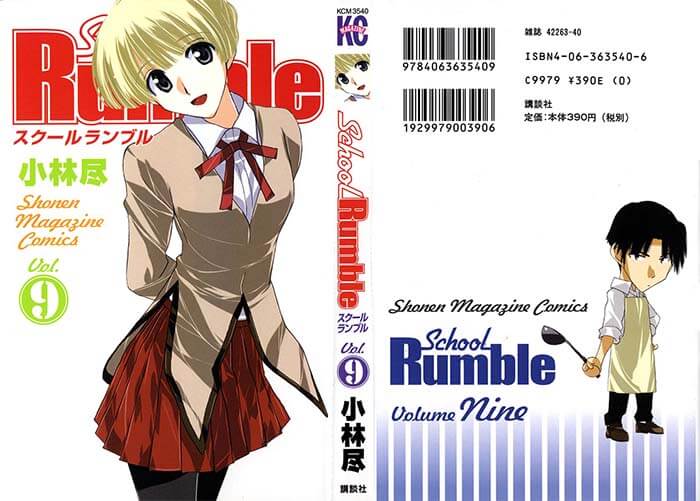 School
Rumble
スクールランブル
小林尽
Shonen
Magazine
Comics
Vol.
9
KCM3540
KC
MAGAZINE
School
Rumble
スクール
ランブル
Vol.
9
小林尽
講談社
9784063635409
1929979003906
雑誌 42263-40
ISBN4-06-363540-6
C9979 ¥390E (0)
講談社
定価:本体390円(税別)
Shonen Magazine Comics
School
Rumble
Volume Nine